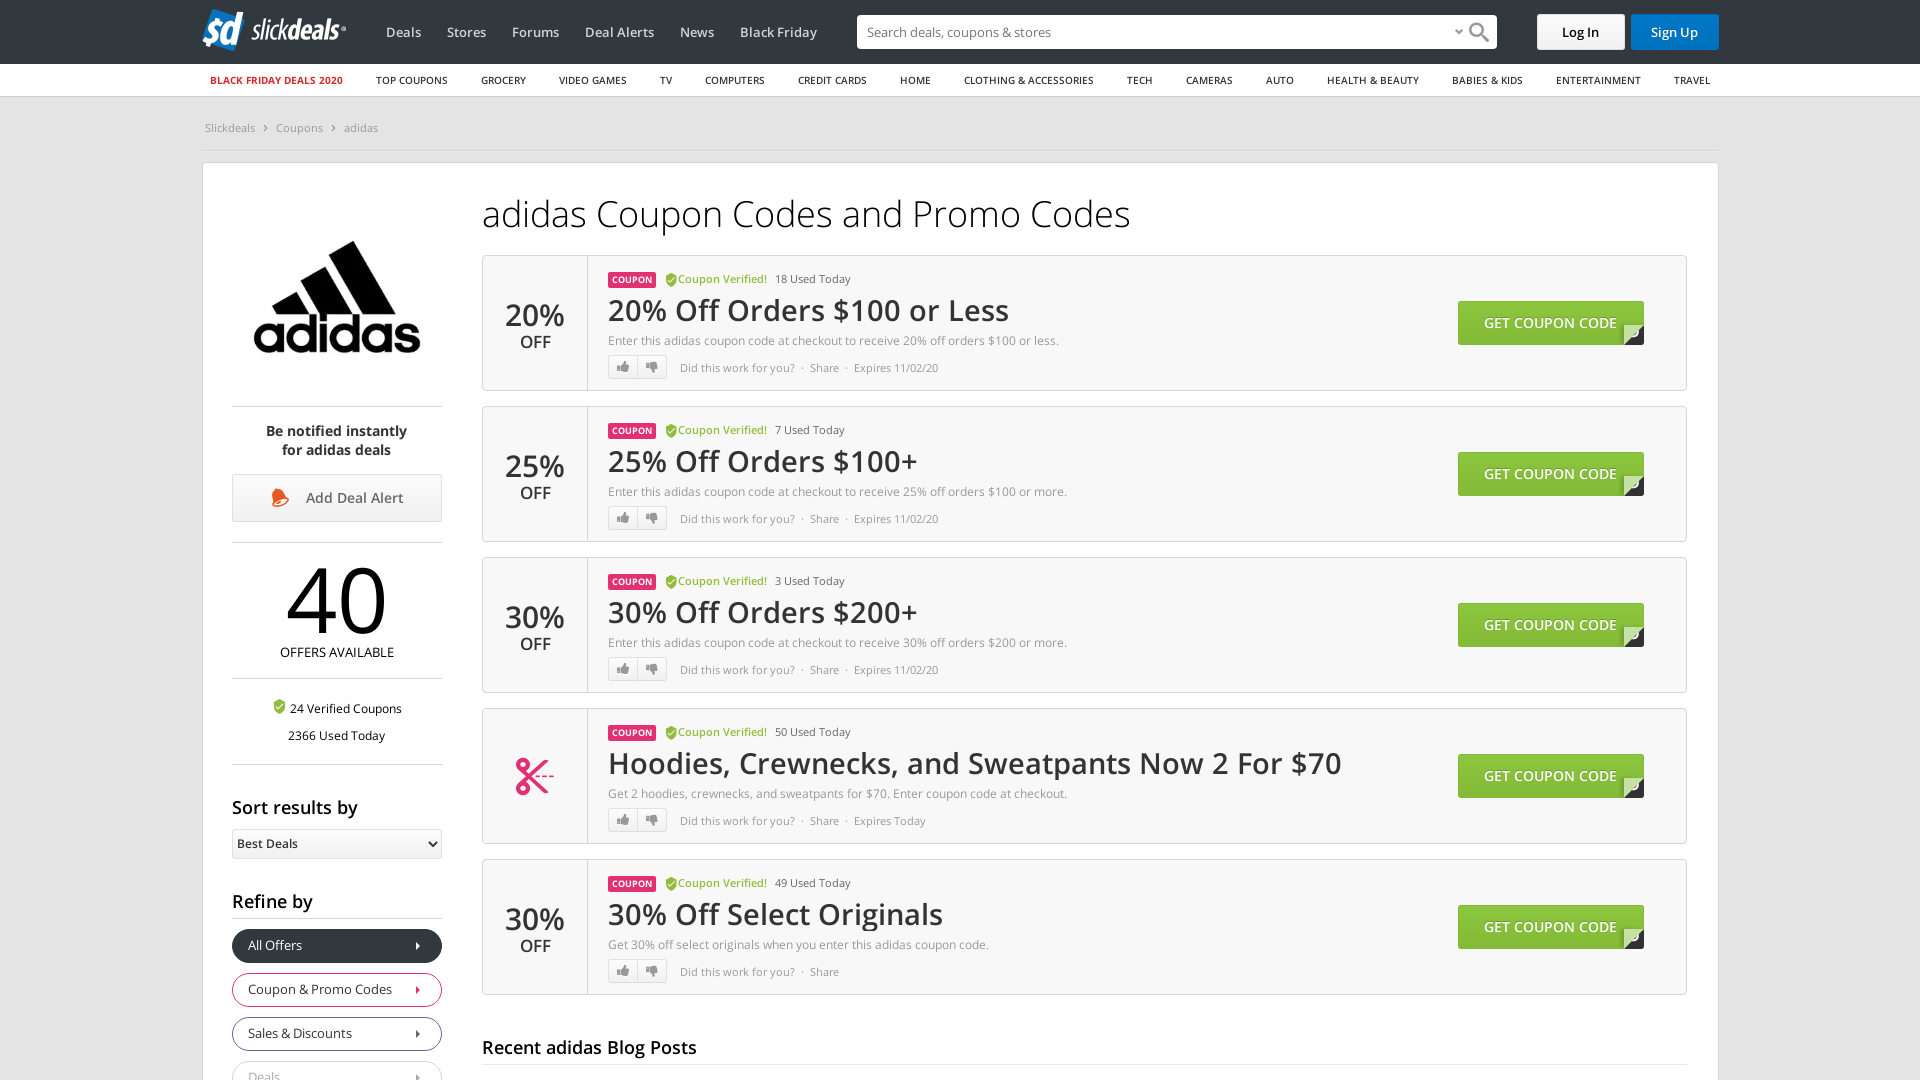 sd slickdeals
Deals
Stores
Forums
Deal Alerts
News
Black Friday
Search deals, coupons & stores
Log In
Sign Up
BLACK FRIDAY DEALS 2020
TOP COUPONS
GROCERY
VIDEO GAMES
TV
COMPUTERS
CREDIT CARDS
HOME
CLOTHING & ACCESSORIES
TECH
CAMERAS
AUTO
HEALTH & BEAUTY
BABIES & KIDS
ENTERTAINMENT
TRAVEL
Slickdeals > Coupons > adidas
adidas
Be notified instantly
for adidas deals
Add Deal Alert
40
OFFERS AVAILABLE
24 Verified Coupons
2366 Used Today
Sort results by
Best Deals
Refine by
All Offers
Coupon & Promo Codes
Sales & Discounts
Deals
adidas Coupon Codes and Promo Codes
20%
OFF
COUPON Coupon Verified! 18 Used Today
20% Off Orders $100 or Less
Enter this adidas coupon code at checkout to receive 20% off orders $100 or less.
Did this work for you? · Share · Expires 11/02/20
GET COUPON CODE
25%
OFF
COUPON Coupon Verified! 7 Used Today
25% Off Orders $100+
Enter this adidas coupon code at checkout to receive 25% off orders $100 or more.
Did this work for you? · Share · Expires 11/02/20
GET COUPON CODE
30%
OFF
COUPON Coupon Verified! 3 Used Today
30% Off Orders $200+
Enter this adidas coupon code at checkout to receive 30% off orders $200 or more.
Did this work for you? · Share · Expires 11/02/20
GET COUPON CODE
COUPON Coupon Verified! 50 Used Today
Hoodies, Crewnecks, and Sweatpants Now 2 For $70
Get 2 hoodies, crewnecks, and sweatpants for $70. Enter coupon code at checkout.
Did this work for you? · Share · Expires Today
GET COUPON CODE
30%
OFF
COUPON Coupon Verified! 49 Used Today
30% Off Select Originals
Get 30% off select originals when you enter this adidas coupon code.
Did this work for you? · Share
GET COUPON CODE
Recent adidas Blog Posts